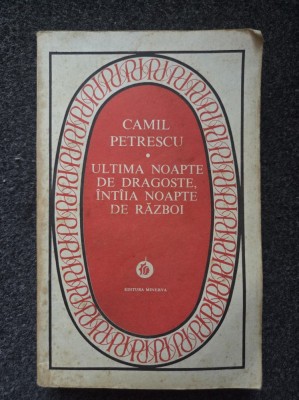 CAMIL
PETRESCU
ULTIMA NOAPTE
DE DRAGOSTE,
ÎNTÎIA NOAPTE
DE RĂZBOI
EDITURA MINERVA